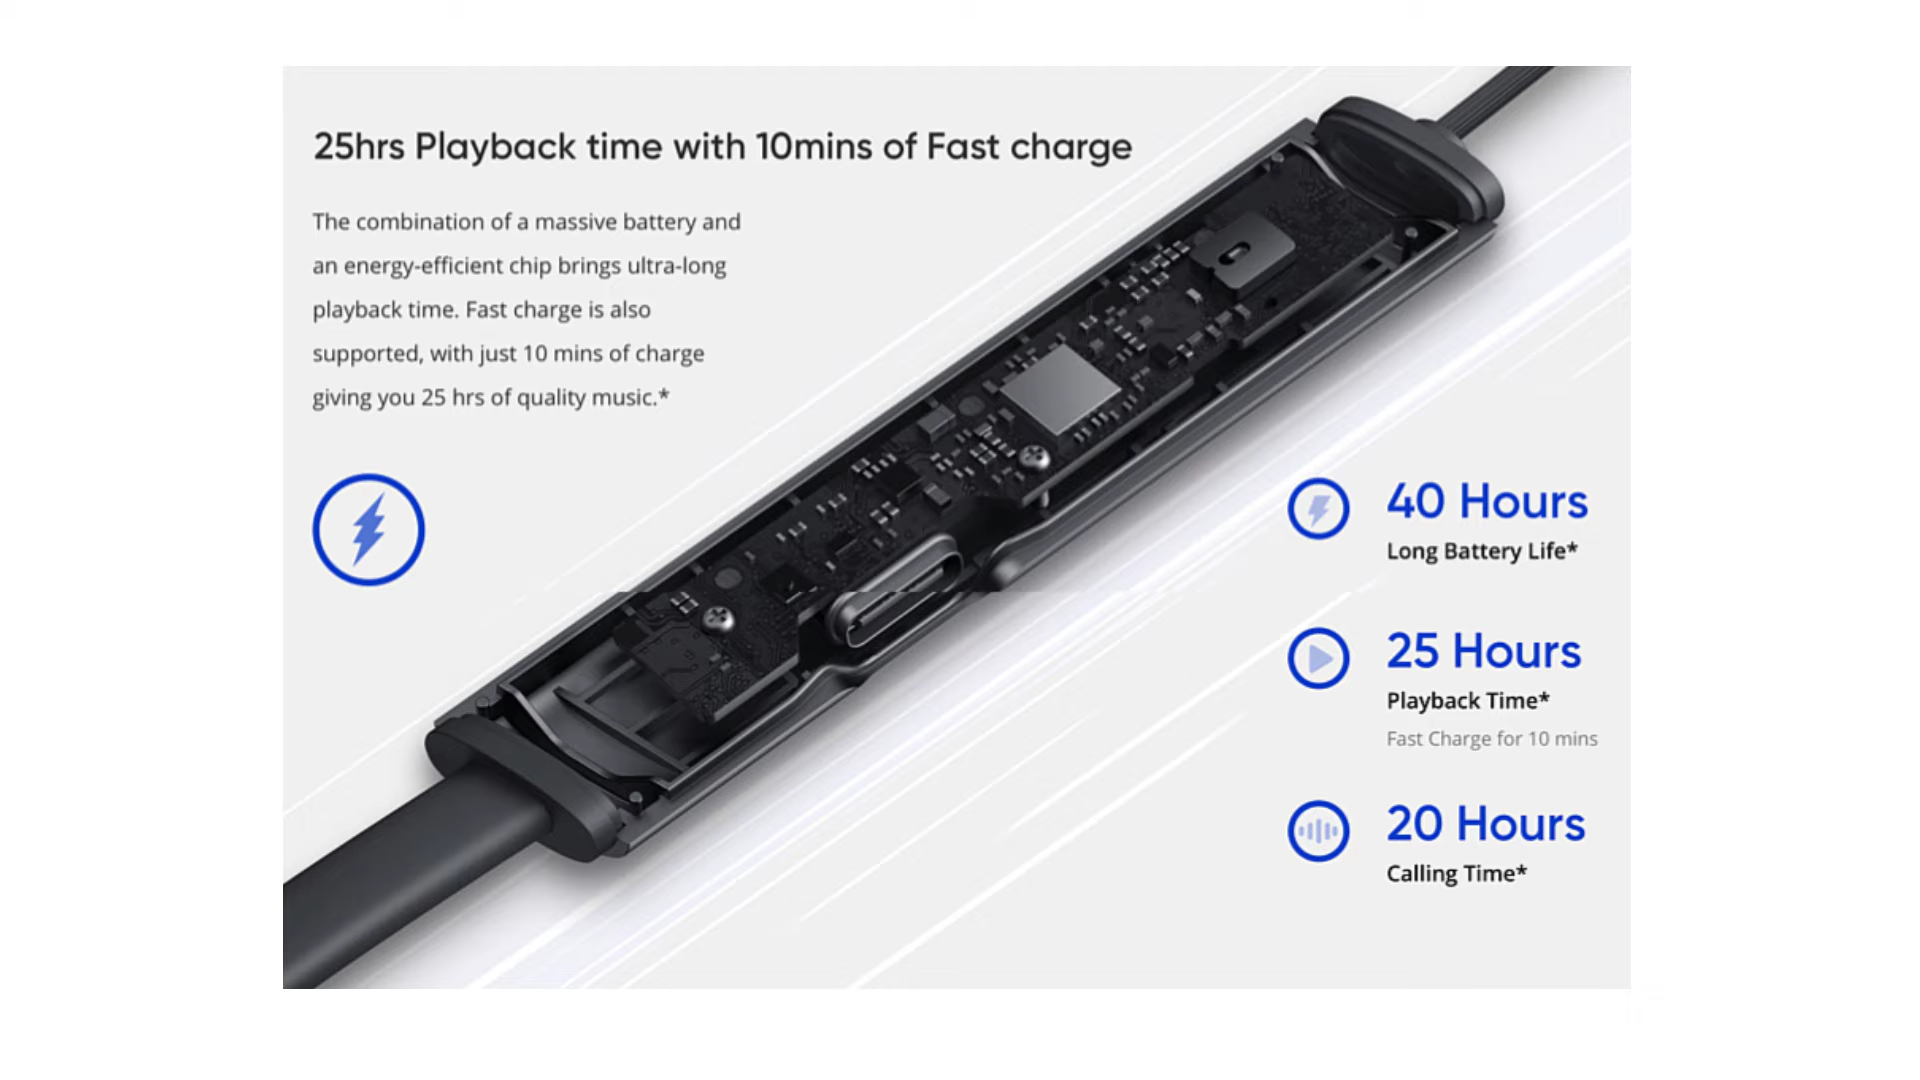 25hrs Playback time with 10mins of Fast charge
The combination of a massive battery and
an energy-efficient chip brings ultra-long
playback time. Fast charge is also
supported, with just 10 mins of charge
giving you 25 hrs of quality music.*
40 Hours
Long Battery Life*
25 Hours
Playback Time*
Fast Charge for 10 mins
20 Hours
Calling Time*